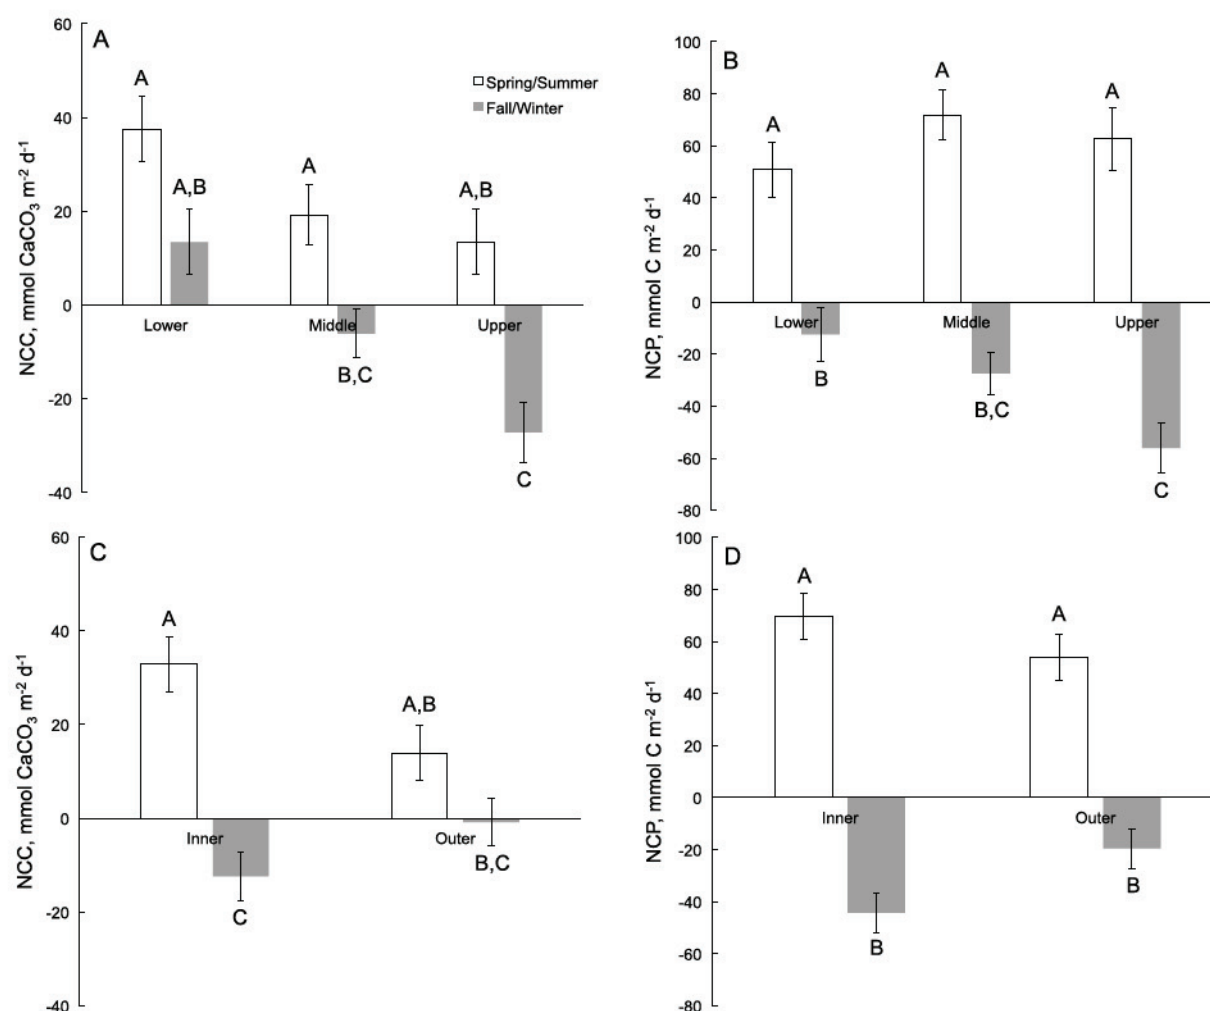 A
60
40
20
0
-20
-40
NCC, mmol CaCO₃ m⁻² d⁻¹
Spring/Summer
Fall/Winter
A
A,B
A
B,C
A,B
C
Lower Middle Upper
B
100
80
60
40
20
0
-20
-40
-60
-80
NCP, mmol C m⁻² d⁻¹
A
B
A
B,C
A
C
Lower Middle Upper
C
60
40
20
0
-20
-40
NCC, mmol CaCO₃ m⁻² d⁻¹
A
C
A,B
B,C
Inner Outer
D
100
80
60
40
20
0
-20
-40
-60
-80
NCP, mmol C m⁻² d⁻¹
A
B
A
B
Inner Outer